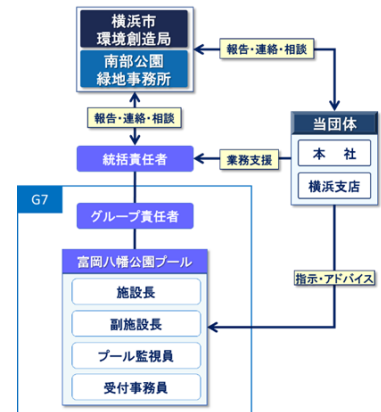 横浜市
環境創造局
南部公園
緑地事務所
報告・連絡・相談
報告・連絡・相談
当団体
本　社
横浜支店
統括責任者
業務支援
G7
グループ責任者
富岡八幡公園プール
施設長
副施設長
プール監視員
受付事務員
指示・アドバイス